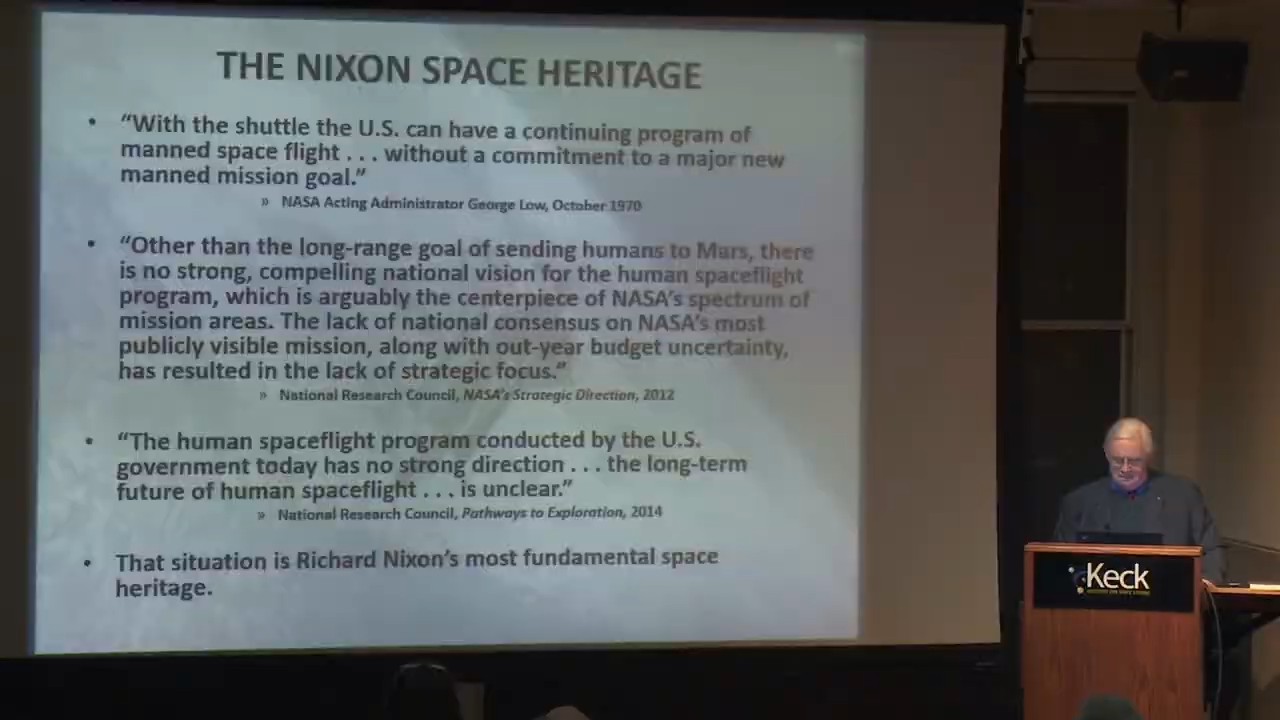 THE NIXON SPACE HERITAGE
• “With the shuttle the U.S. can have a continuing program of
manned space flight . . . without a commitment to a major new
manned mission goal.”
» NASA Acting Administrator George Low, October 1970
• “Other than the long-range goal of sending humans to Mars, there
is no strong, compelling national vision for the human spaceflight
program, which is arguably the centerpiece of NASA’s spectrum of
mission areas. The lack of national consensus on NASA’s most
publicly visible mission, along with out-year budget uncertainty,
has resulted in the lack of strategic focus.”
» National Research Council, NASA’s Strategic Direction, 2012
• “The human spaceflight program conducted by the U.S.
government today has no strong direction . . . the long-term
future of human spaceflight . . . is unclear.”
» National Research Council, Pathways to Exploration, 2014
• That situation is Richard Nixon’s most fundamental space
heritage.
Keck
INSTITUTE FOR SPACE STUDIES